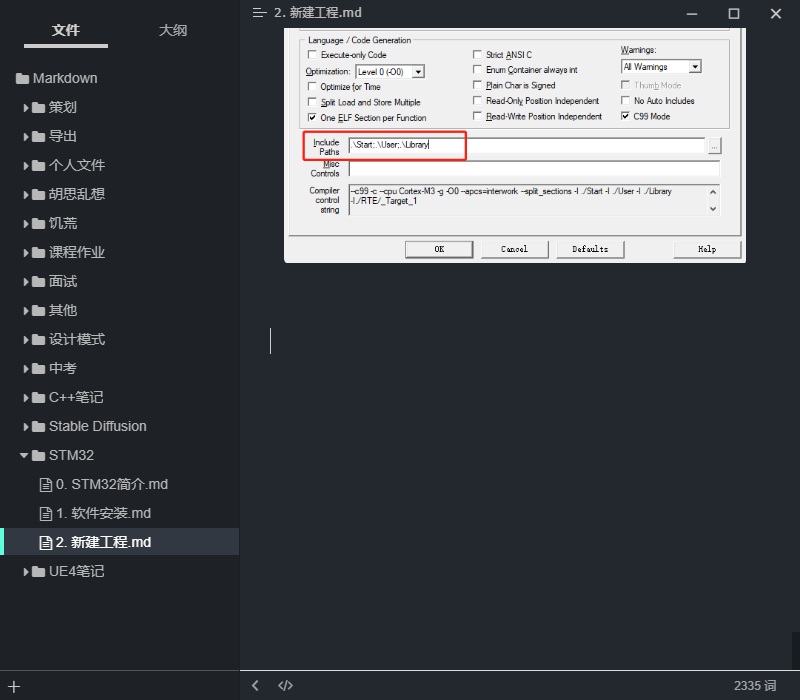 文件 大纲
Markdown
策划
导出
个人文件
胡思乱想
饥荒
课程作业
面试
其他
设计模式
中考
C++笔记
Stable Diffusion
STM32
0. STM32简介.md
1. 软件安装.md
2. 新建工程.md
UE4笔记
2. 新建工程.md
Language / Code Generation
Execute-only Code
Optimization: Level 0 (-O0)
Optimize for Time
Split Load and Store Multiple
One ELF Section per Function
Strict ANSI C
Enum Container always int
Plain Char is Signed
Read-Only Position Independent
Read-Write Position Independent
Warnings:
All Warnings
Thumb Mode
No Auto Includes
C99 Mode
Include
Paths
.\Start;.\User;.\Library
...
Misc
Controls
Compiler
control
string
--c99 -c --cpu Cortex-M3 -g -O0 --apcs=interwork --split_sections -I ./Start -I ./User -I ./Library
-I./RTE/_Target_1
OK Cancel Defaults Help
2335 词